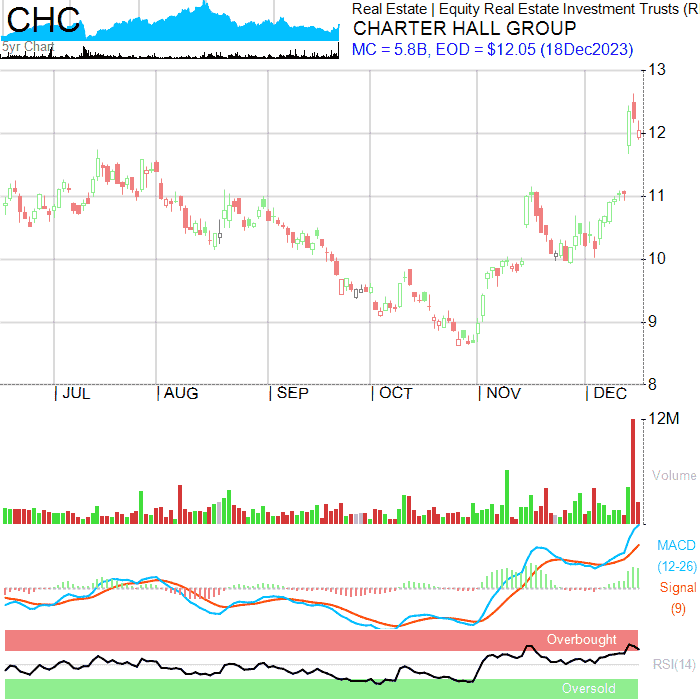 CHC
5yr Chart
Real Estate | Equity Real Estate Investment Trusts (R
CHARTER HALL GROUP
MC = 5.8B, EOD = $12.05 (18Dec2023)
13
12
11
10
9
8
| JUL | AUG | SEP | OCT | NOV | DEC
12M
Volume
MACD
(12-26)
Signal
(9)
Overbought
RSI(14)
Oversold